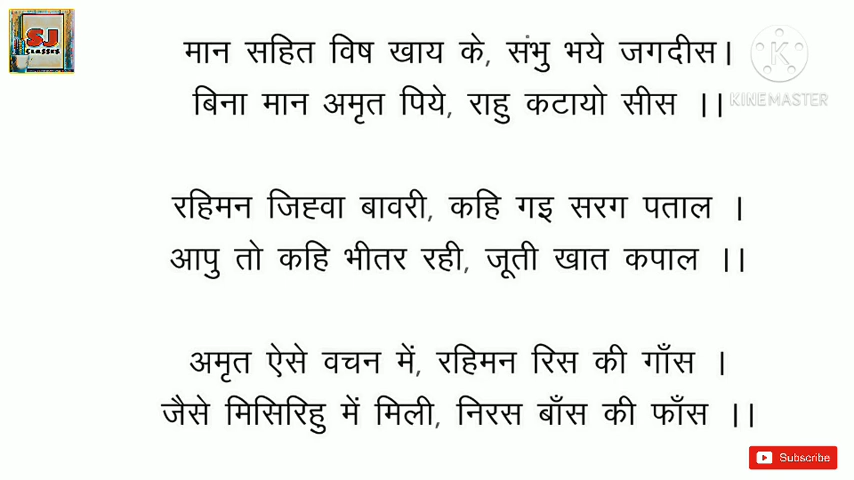 SJ
CLASSES
मान सहित विष खाय के, संभु भये जगदीस।
KINEMASTER
बिना मान अमृत पिये, राहु कटायो सीस ।।
रहिमन जिह्वा बावरी, कहि गइ सरग पताल ।
आपु तो कहि भीतर रही, जूती खात कपाल ।।
अमृत ऐसे वचन में, रहिमन रिस की गाँस ।
जैसे मिसिरिहु में मिली, निरस बाँस की फाँस ।।
Subscribe